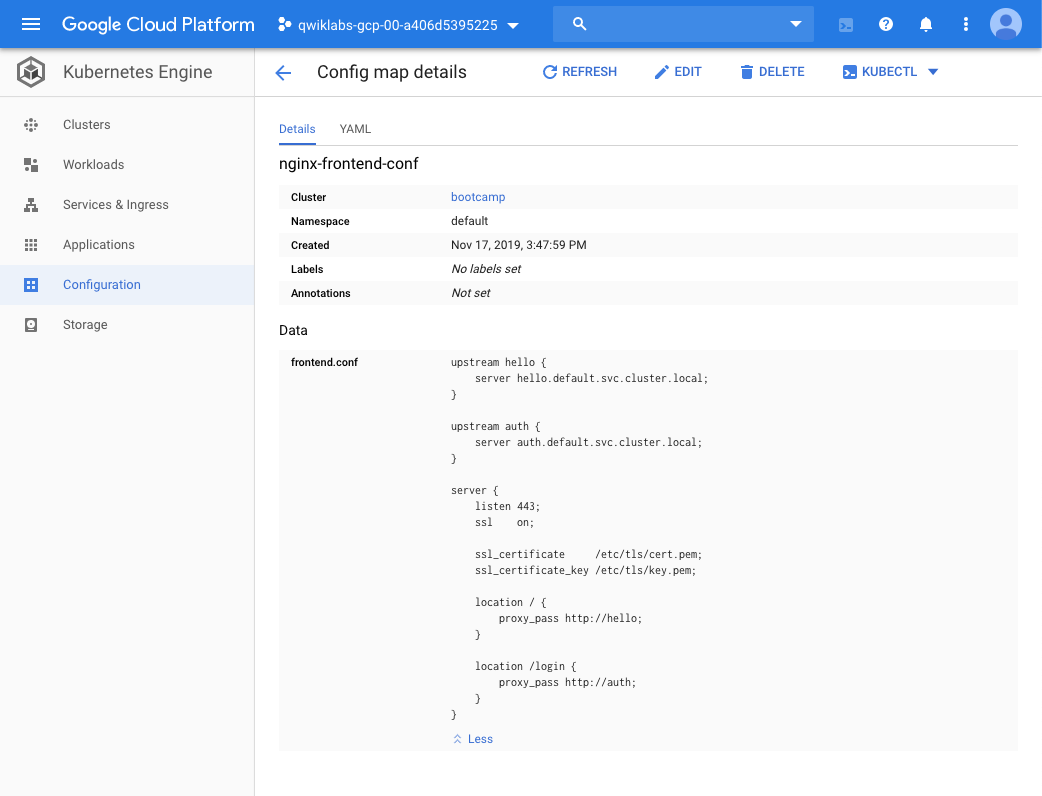 Google Cloud Platform
qwiklabs-gcp-00-a406d5395225
Kubernetes Engine
Config map details
REFRESH
EDIT
DELETE
KUBECTL
Clusters
Workloads
Services & Ingress
Applications
Configuration
Storage
Details YAML
nginx-frontend-conf
Cluster bootcamp
Namespace default
Created Nov 17, 2019, 3:47:59 PM
Labels No labels set
Annotations Not set
Data
frontend.conf
upstream hello {
    server hello.default.svc.cluster.local;
}
upstream auth {
    server auth.default.svc.cluster.local;
}
server {
    listen 443;
    ssl    on;
    ssl_certificate     /etc/tls/cert.pem;
    ssl_certificate_key /etc/tls/key.pem;
    location / {
        proxy_pass http://hello;
    }
    location /login {
        proxy_pass http://auth;
    }
}
Less